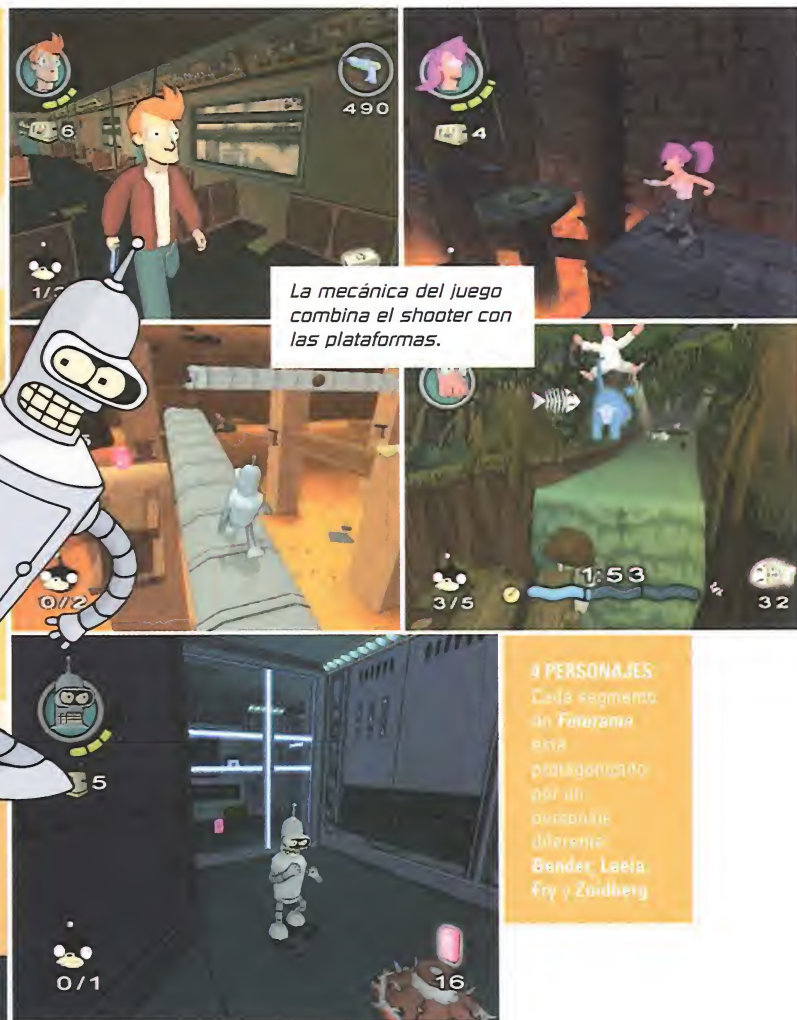 6
490
4
1/
La mecánica del juego
combina el shooter con
las plataformas.
0/2
1:53
3/5
32
5
0/1
16
4 PERSONAJES
Cada segmento
de Futurama
está
protagonizado
por un
personaje
diferente:
Bender, Leela,
Fry y Zoidberg